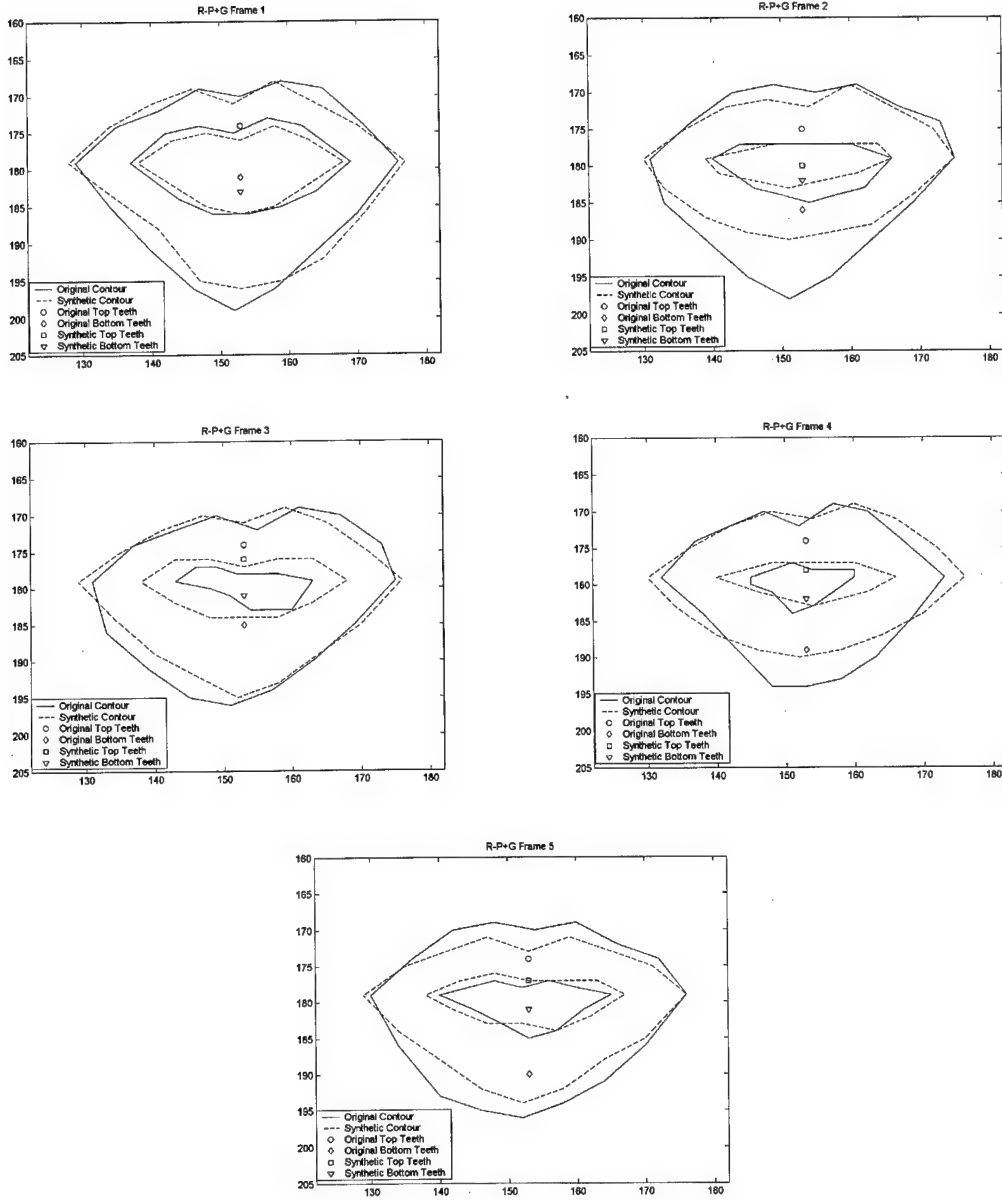 R-P+G Frame 1
160
165
170
175
180
185
190
195
200
205
Original Contour
Synthetic Contour
Original Top Teeth
Original Bottom Teeth
Synthetic Top Teeth
Synthetic Bottom Teeth
130 140 150 160 170 180
R-P+G Frame 2
160
165
170
175
180
185
190
195
200
205
Original Contour
Synthetic Contour
Original Top Teeth
Original Bottom Teeth
Synthetic Top Teeth
Synthetic Bottom Teeth
130 140 150 160 170 180
R-P+G Frame 3
160
165
170
175
180
185
190
195
200
205
Original Contour
Synthetic Contour
Original Top Teeth
Original Bottom Teeth
Synthetic Top Teeth
Synthetic Bottom Teeth
130 140 150 160 170 180
R-P+G Frame 4
160
165
170
175
180
185
190
195
200
205
Original Contour
Synthetic Contour
Original Top Teeth
Original Bottom Teeth
Synthetic Top Teeth
Synthetic Bottom Teeth
130 140 150 160 170 180
R-P+G Frame 5
160
165
170
175
180
185
190
195
200
205
Original Contour
Synthetic Contour
Original Top Teeth
Original Bottom Teeth
Synthetic Top Teeth
Synthetic Bottom Teeth
130 140 150 160 170 180